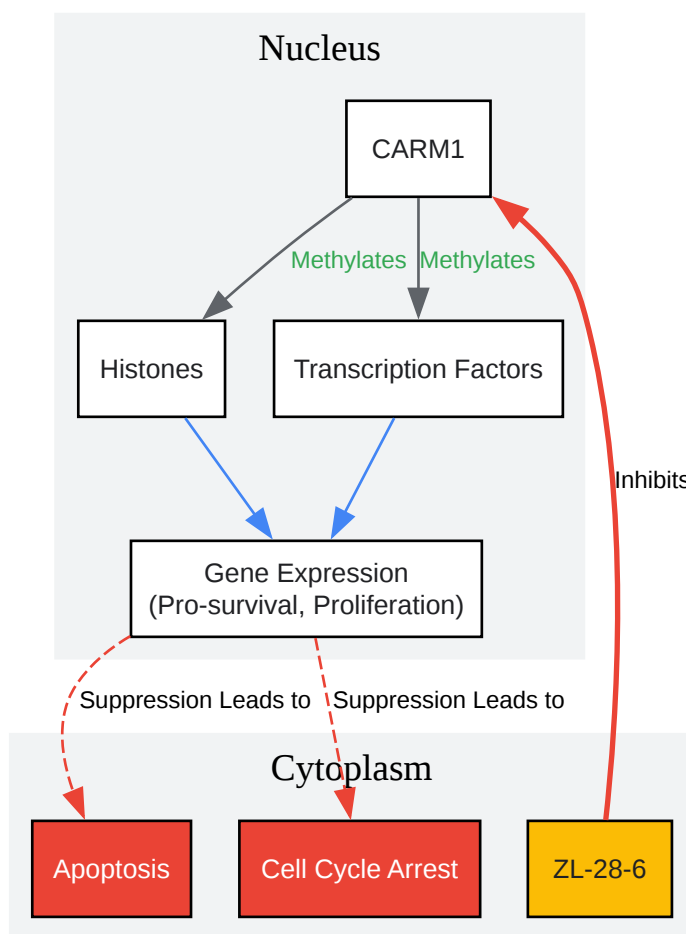 Nucleus
CARM1
Methylates
Methylates
Histones
Transcription Factors
Inhibits
Gene Expression
(Pro-survival, Proliferation)
Suppression Leads to
Suppression Leads to
Cytoplasm
Apoptosis
Cell Cycle Arrest
ZL-28-6